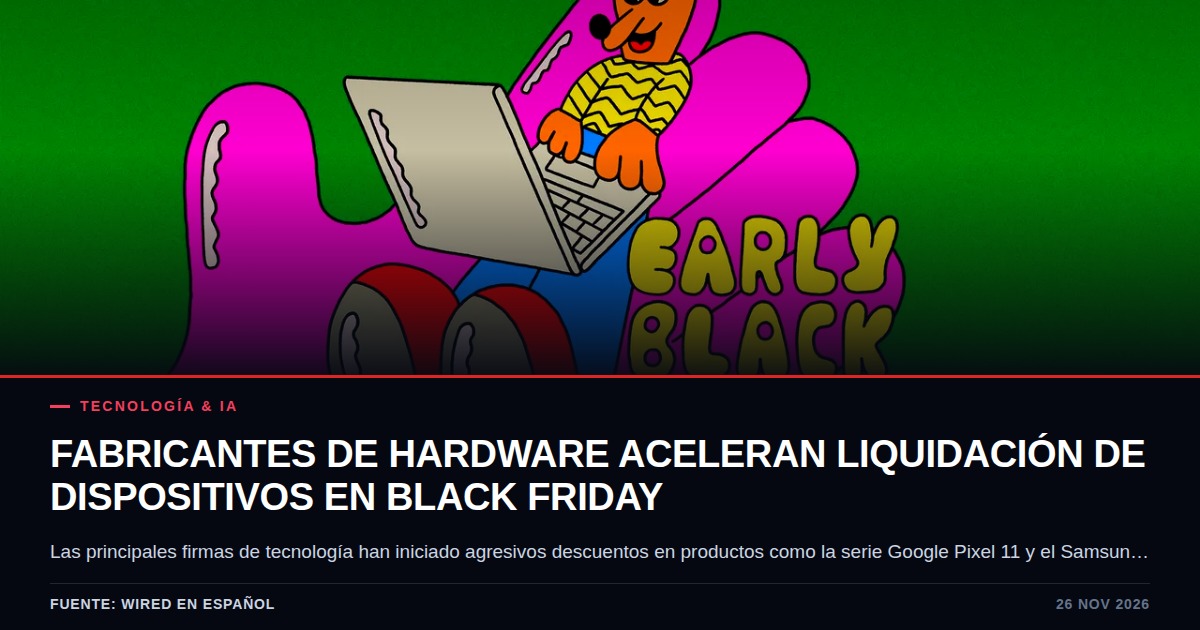 EARLY
BLACK
TECNOLOGÍA & IA
FABRICANTES DE HARDWARE ACELERAN LIQUIDACIÓN DE
DISPOSITIVOS EN BLACK FRIDAY
Las principales firmas de tecnología han iniciado agresivos descuentos en productos como la serie Google Pixel 11 y el Samsun…
FUENTE: WIRED EN ESPAÑOL
26 NOV 2026